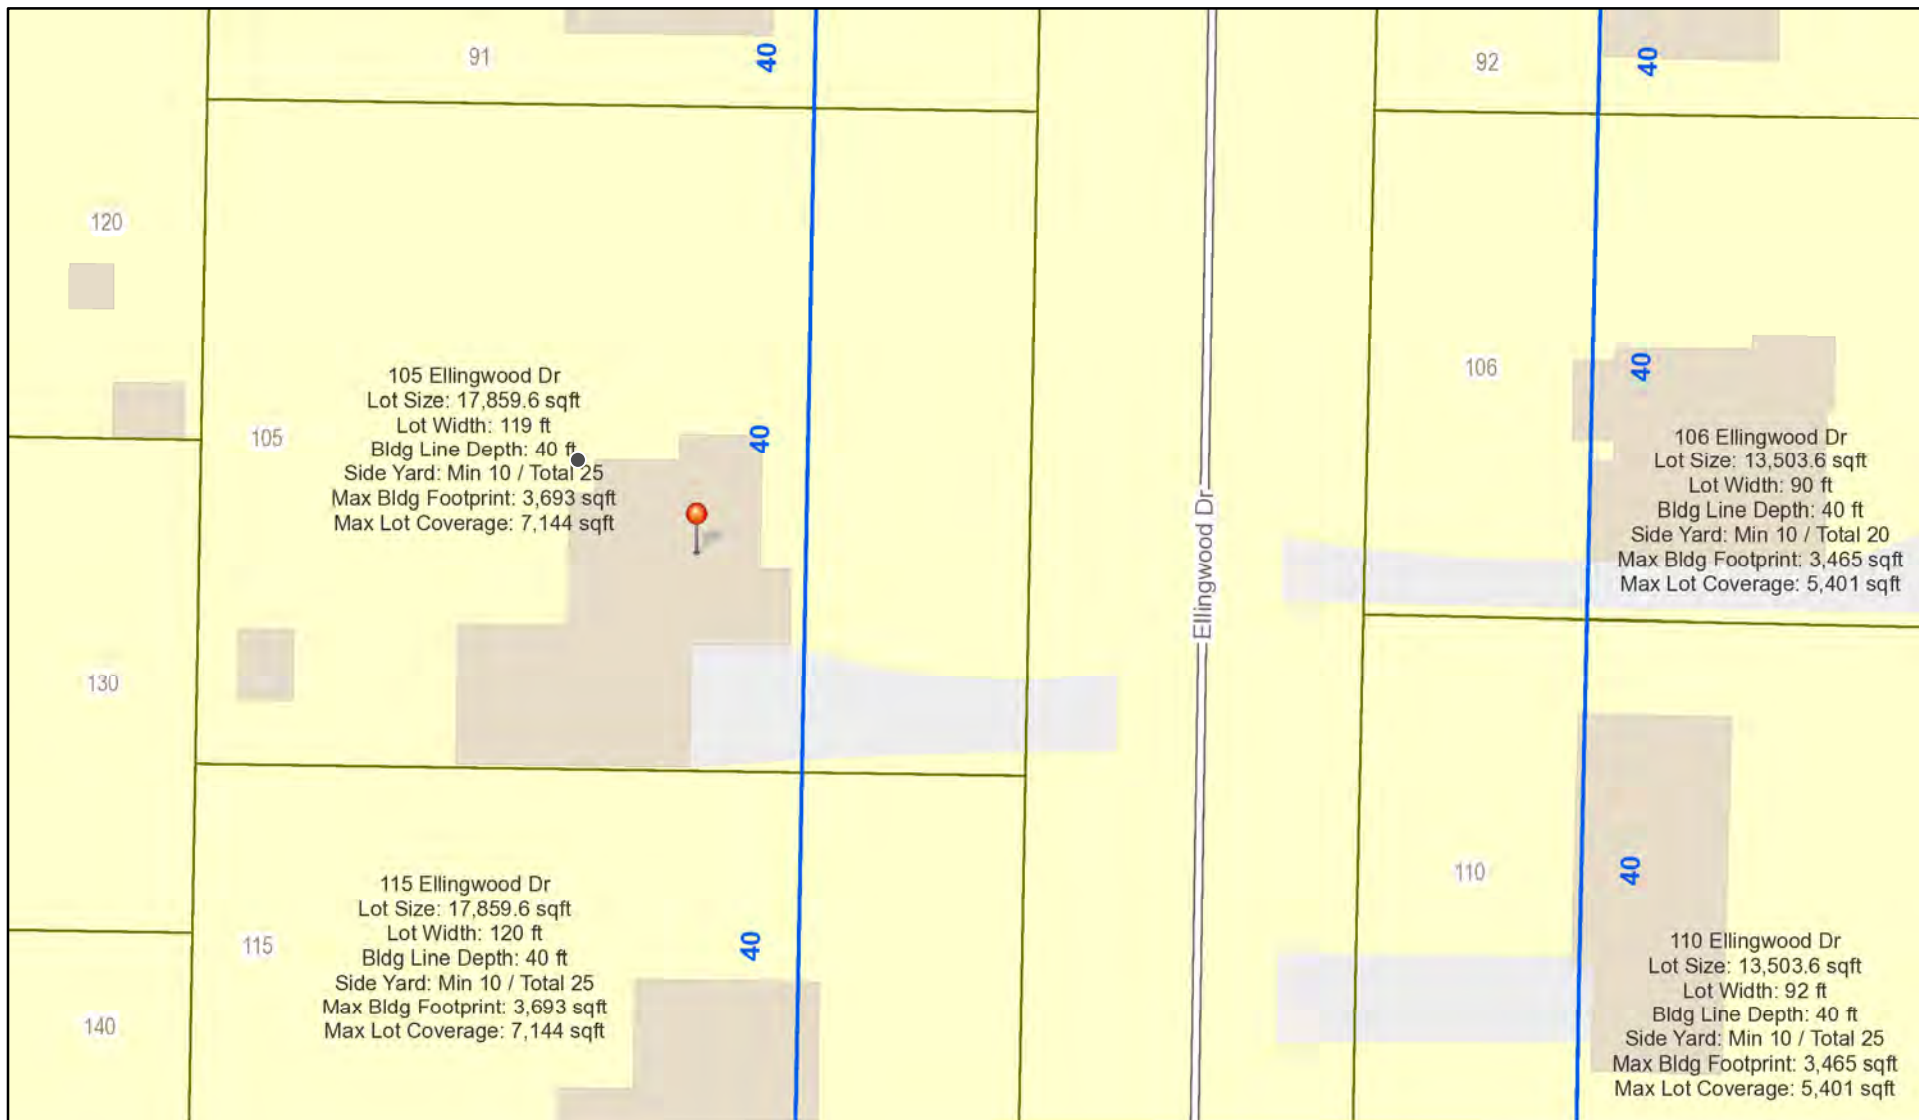 91
40
92
40
120
105 Ellingwood Dr
Lot Size: 17,859.6 sqft
Lot Width: 119 ft
Bldg Line Depth: 40 ft
Side Yard: Min 10 / Total 25
Max Bldg Footprint: 3,693 sqft
Max Lot Coverage: 7,144 sqft
105
40
106
40
106 Ellingwood Dr
Lot Size: 13,503.6 sqft
Lot Width: 90 ft
Bldg Line Depth: 40 ft
Side Yard: Min 10 / Total 20
Max Bldg Footprint: 3,465 sqft
Max Lot Coverage: 5,401 sqft
Ellingwood Dr
130
115 Ellingwood Dr
Lot Size: 17,859.6 sqft
Lot Width: 120 ft
Bldg Line Depth: 40 ft
Side Yard: Min 10 / Total 25
Max Bldg Footprint: 3,693 sqft
Max Lot Coverage: 7,144 sqft
115
40
140
110
40
110 Ellingwood Dr
Lot Size: 13,503.6 sqft
Lot Width: 92 ft
Bldg Line Depth: 40 ft
Side Yard: Min 10 / Total 25
Max Bldg Footprint: 3,465 sqft
Max Lot Coverage: 5,401 sqft